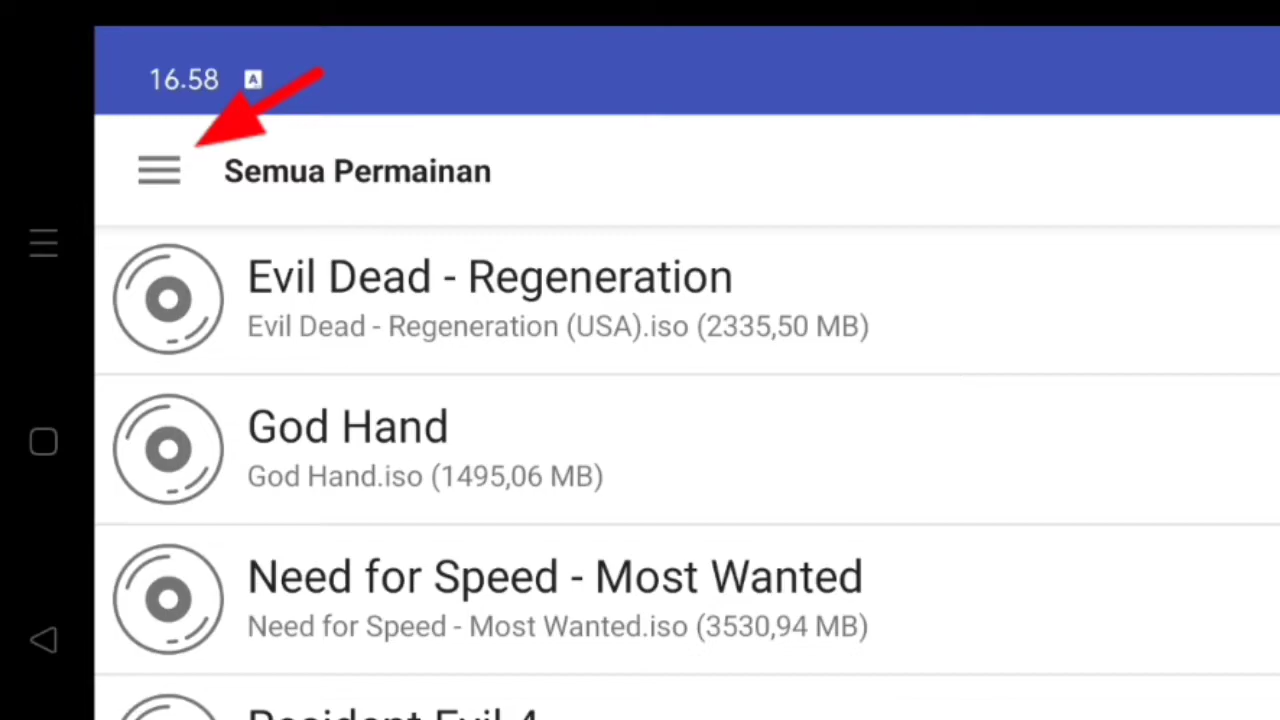 16.58 A
Semua Permainan
Evil Dead - Regeneration
Evil Dead - Regeneration (USA).iso (2335,50 MB)
God Hand
God Hand.iso (1495,06 MB)
Need for Speed - Most Wanted
Need for Speed - Most Wanted.iso (3530,94 MB)
Resident Evil 4